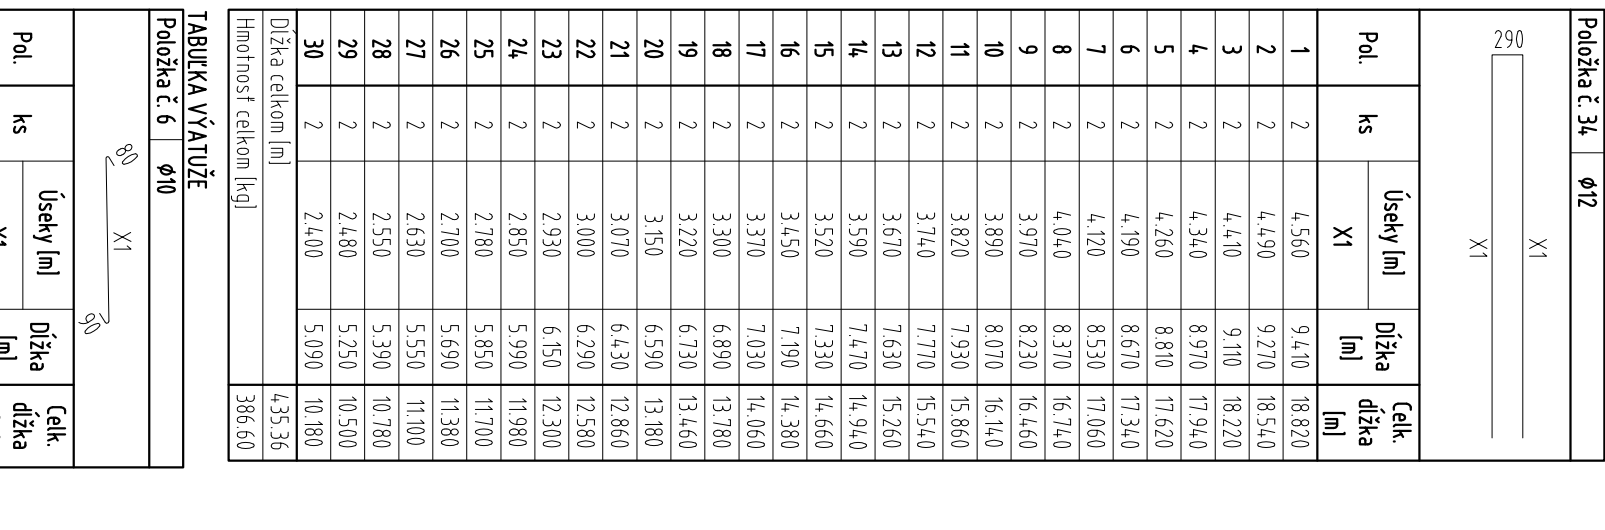 Položka č. 34 ø12
290
X1
X1
Pol. ks Úseky [m] Dĺžka [m] Celk. dĺžka [m]
X1
1 2 4.560 9.410 18.820
2 2 4.490 9.270 18.540
3 2 4.410 9.110 18.220
4 2 4.340 8.970 17.940
5 2 4.260 8.810 17.620
6 2 4.190 8.670 17.340
7 2 4.120 8.530 17.060
8 2 4.040 8.370 16.740
9 2 3.970 8.230 16.460
10 2 3.890 8.070 16.140
11 2 3.820 7.930 15.860
12 2 3.740 7.770 15.540
13 2 3.670 7.630 15.260
14 2 3.590 7.470 14.940
15 2 3.520 7.330 14.660
16 2 3.450 7.190 14.380
17 2 3.370 7.030 14.060
18 2 3.300 6.890 13.780
19 2 3.220 6.730 13.460
20 2 3.150 6.590 13.180
21 2 3.070 6.430 12.860
22 2 3.000 6.290 12.580
23 2 2.930 6.150 12.300
24 2 2.850 5.990 11.980
25 2 2.780 5.850 11.700
26 2 2.700 5.690 11.380
27 2 2.630 5.550 11.100
28 2 2.550 5.390 10.780
29 2 2.480 5.250 10.500
30 2 2.400 5.090 10.180
Dĺžka celkom [m] 435.36
Hmotnosť celkom [kg] 386.60
TABUĽKA VÝATUŽE
Položka č. 6 ø10
80 X1 90
Pol. ks Úseky [m] Dĺžka [m] Celk. dĺžka
X1